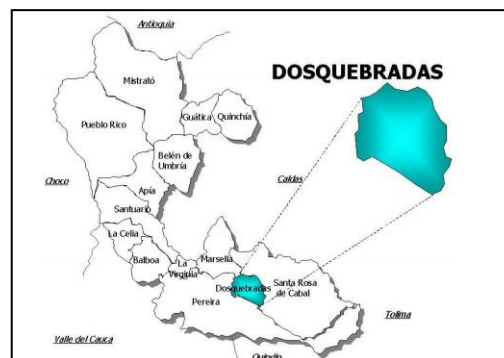 Antioquia
DOSQUEBRADAS
Mistrató
Pueblo Rico
Guática
Quinchía
Belén de
Umbría
Choco
Caldas
Apía
Santuario
La Celia
Marsella
Balboa
La
Virginia
Dosquebradas
Santa Rosa
de Cabal
Pereira
Tolima
Valle del Cauca
Quindio